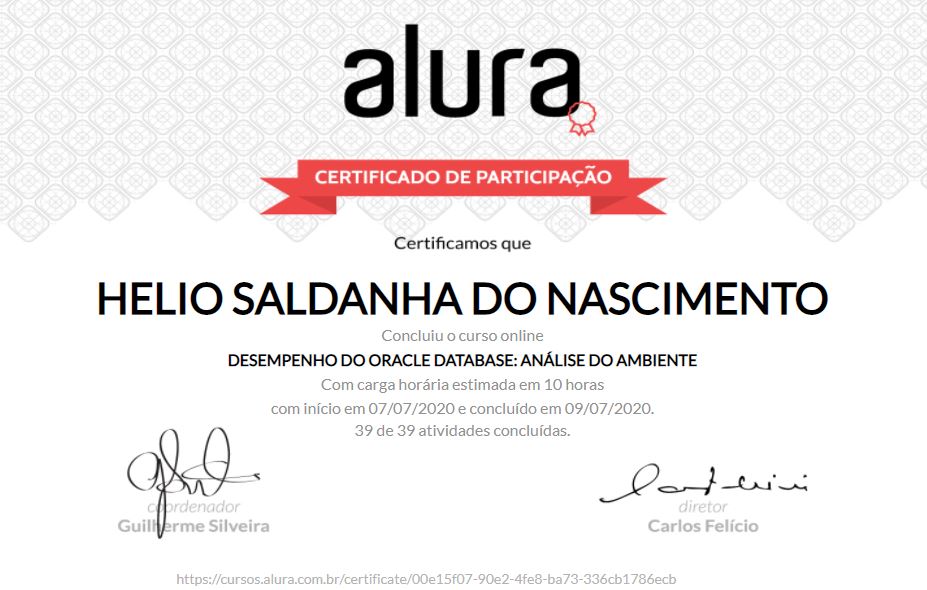 alura
CERTIFICADO DE PARTICIPAÇÃO
Certificamos que
HELIO SALDANHA DO NASCIMENTO
Concluiu o curso online
DESEMPENHO DO ORACLE DATABASE: ANÁLISE DO AMBIENTE
Com carga horária estimada em 10 horas
com início em 07/07/2020 e concluído em 09/07/2020.
39 de 39 atividades concluídas.
coordenador
Guilherme Silveira
diretor
Carlos Felício
https://cursos.alura.com.br/certificate/00e15f07-90e2-4fe8-ba73-336cb1786ecb